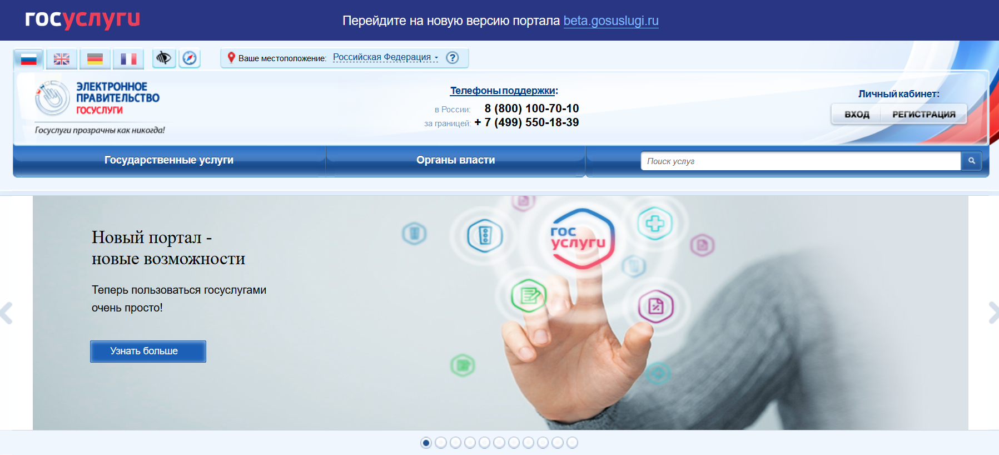 госуслуги
Перейдите на новую версию портала beta.gosuslugi.ru
Ваше местоположение: Российская Федерация
?
ЭЛЕКТРОННОЕ
ПРАВИТЕЛЬСТВО
ГОСУСЛУГИ
Госуслуги прозрачны как никогда!
Телефоны поддержки:
в России: 8 (800) 100-70-10
за границей: + 7 (499) 550-18-39
Личный кабинет:
ВХОД РЕГИСТРАЦИЯ
Государственные услуги
Органы власти
Поиск услуг
Новый портал -
новые возможности
Теперь пользоваться госуслугами
очень просто!
Узнать больше
гос
услуги